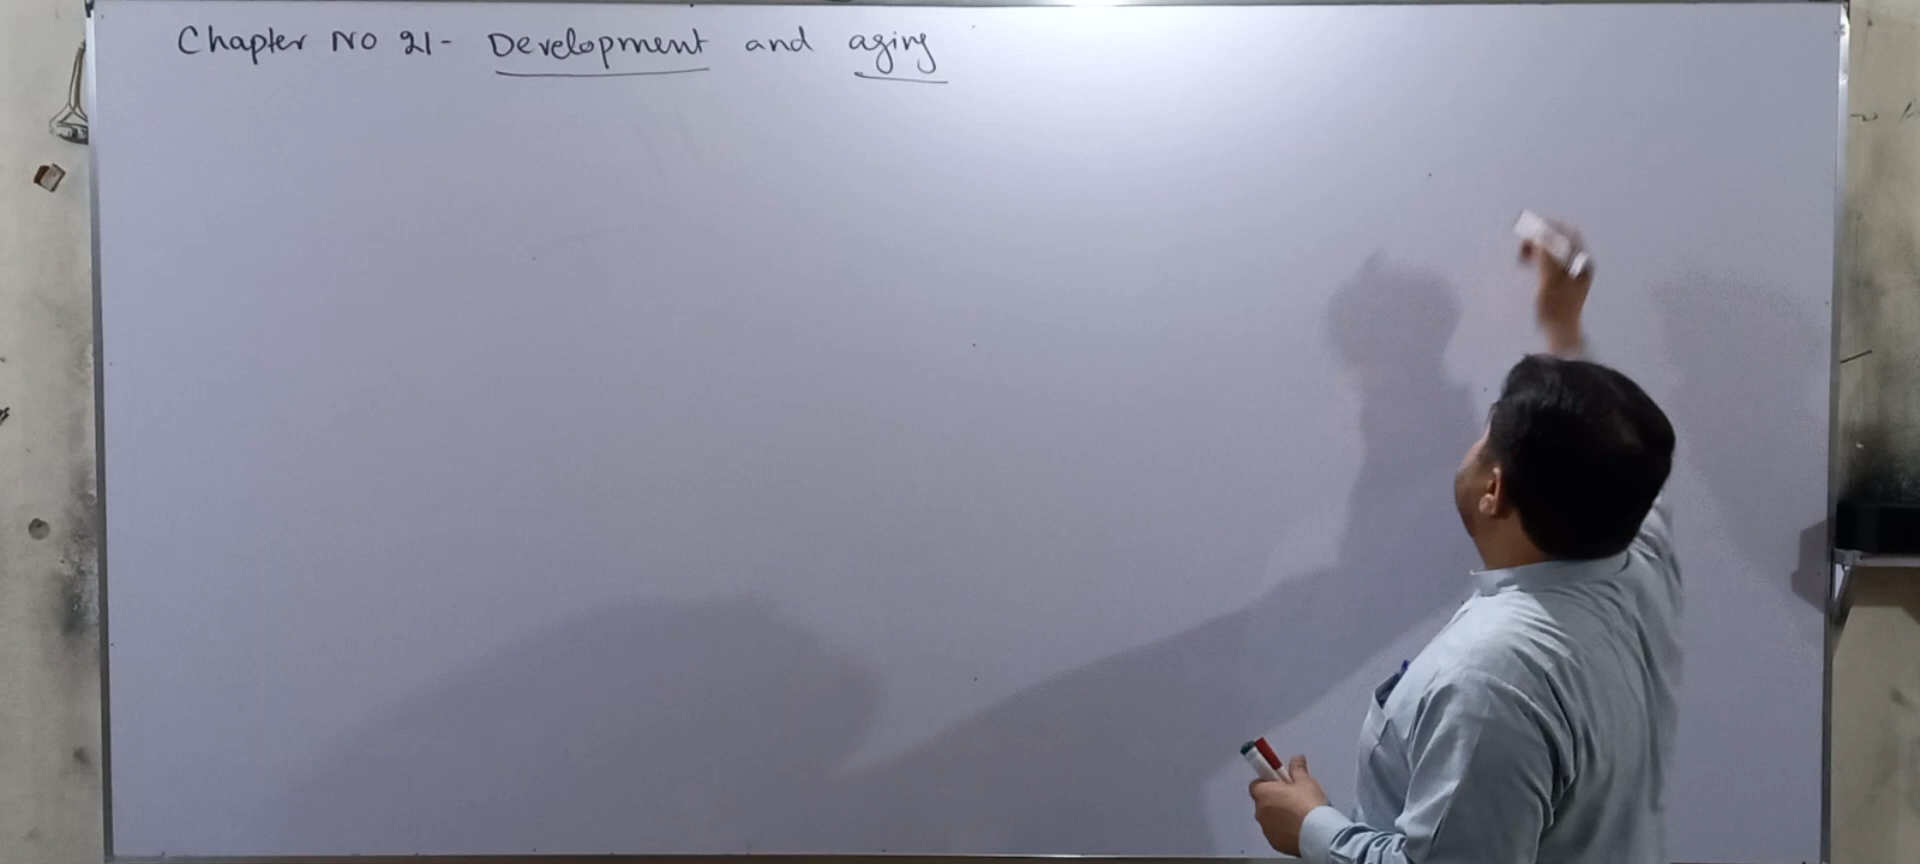 Chapter No 21- Development and aging